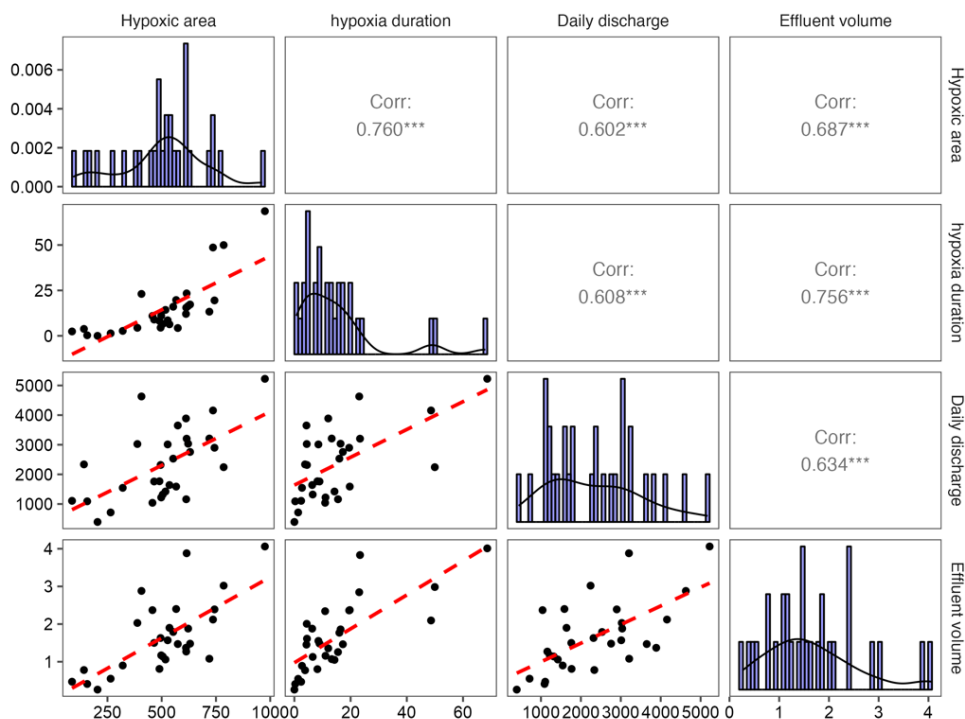 Hypoxic area
hypoxia duration
Daily discharge
Effluent volume
0.006
0.004
0.002
0.000
Corr:
0.760***
Corr:
0.602***
Corr:
0.687***
Hypoxic area
50
25
0
Corr:
0.608***
Corr:
0.756***
hypoxia duration
5000
4000
3000
2000
1000
Corr:
0.634***
Daily discharge
4
3
2
1
Effluent volume
250
500
750
1000
0
20
40
60
1000
2000
3000
4000
5000
0
1
2
3
4